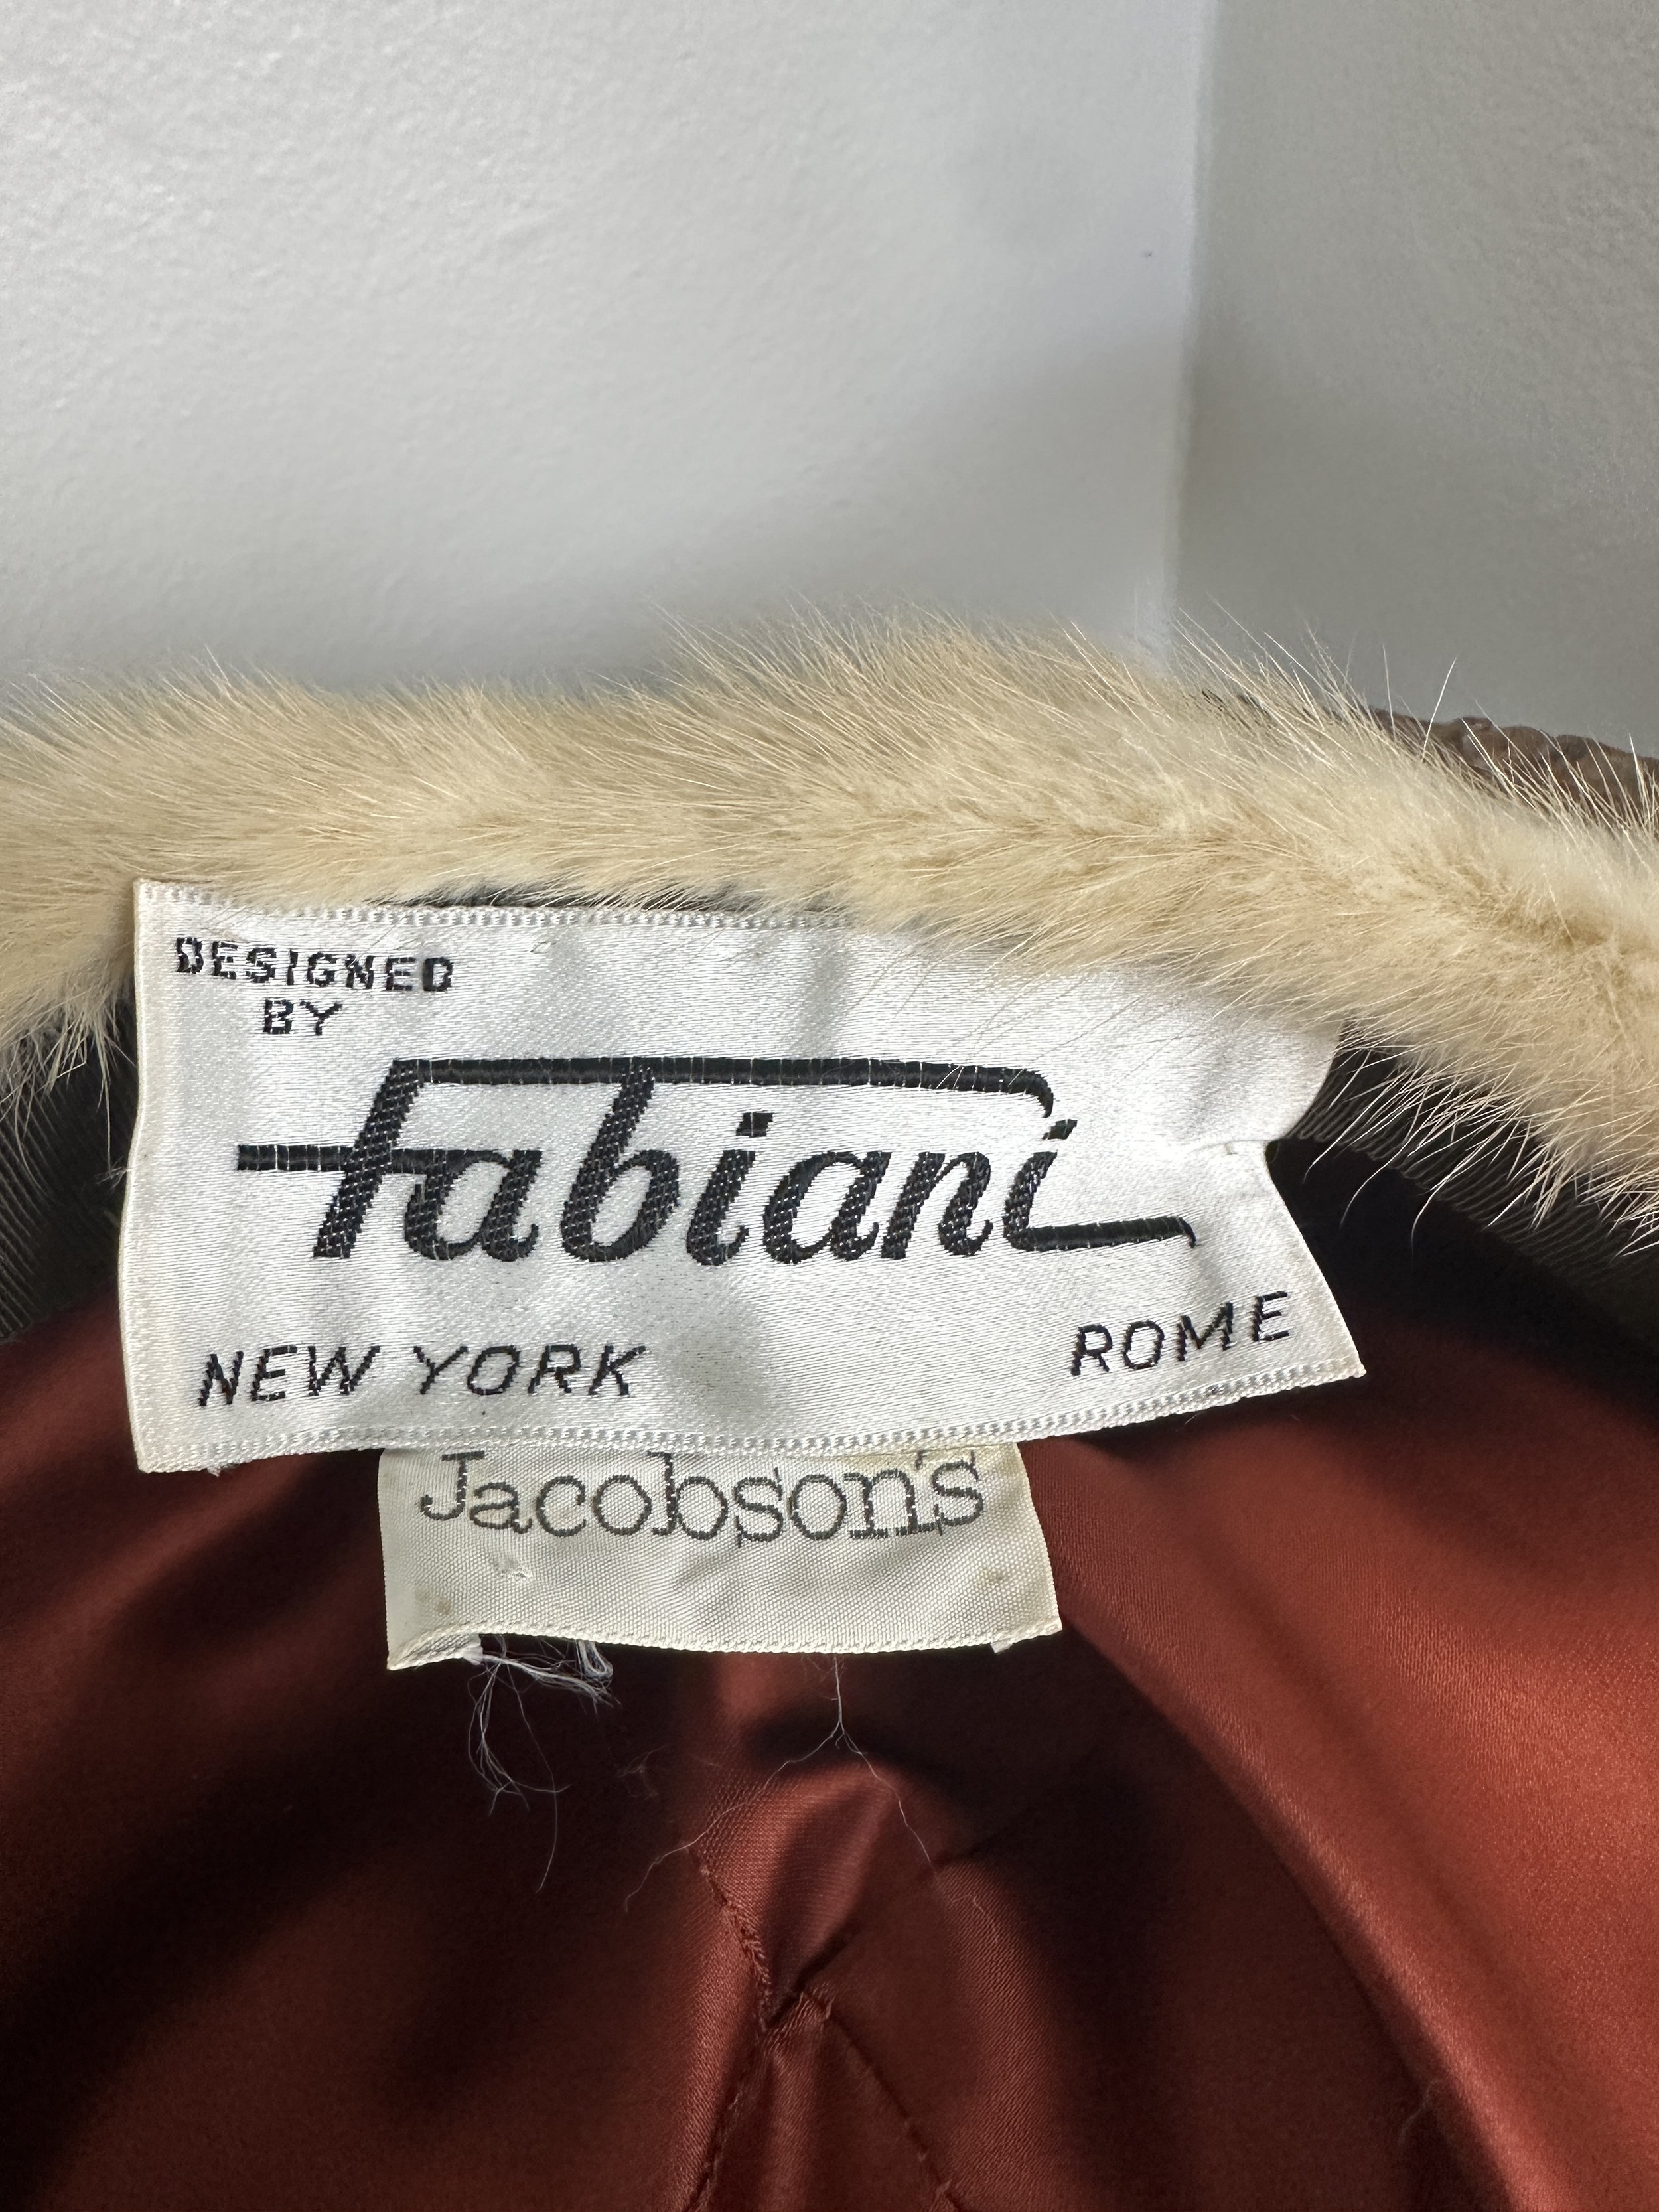 DESIGNED
BY
Fabiani
NEW YORK ROME
Jacobson's